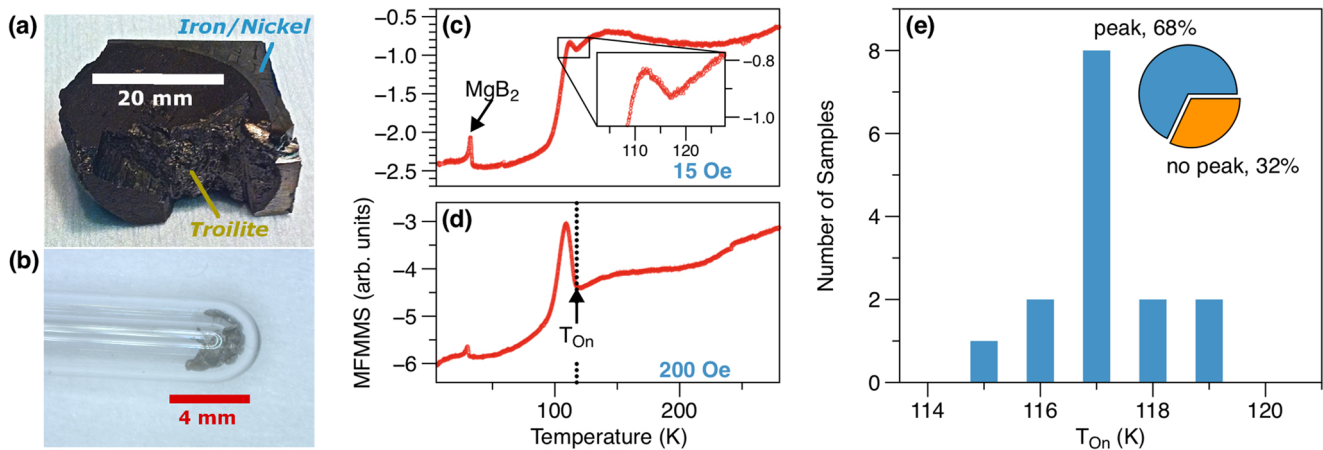 (a)
Iron/Nickel
20 mm
Troilite
(b)
4 mm
(c)
−0.5
−1.0
−1.5
−2.0
−2.5
MgB2
−0.8
−1.0
110
120
15 Oe
(d)
−3
−4
−5
−6
TOn
200 Oe
100
200
Temperature (K)
MFMMS (arb. units)
(e)
peak, 68%
no peak, 32%
8
6
4
2
0
Number of Samples
114
116
118
120
TOn (K)